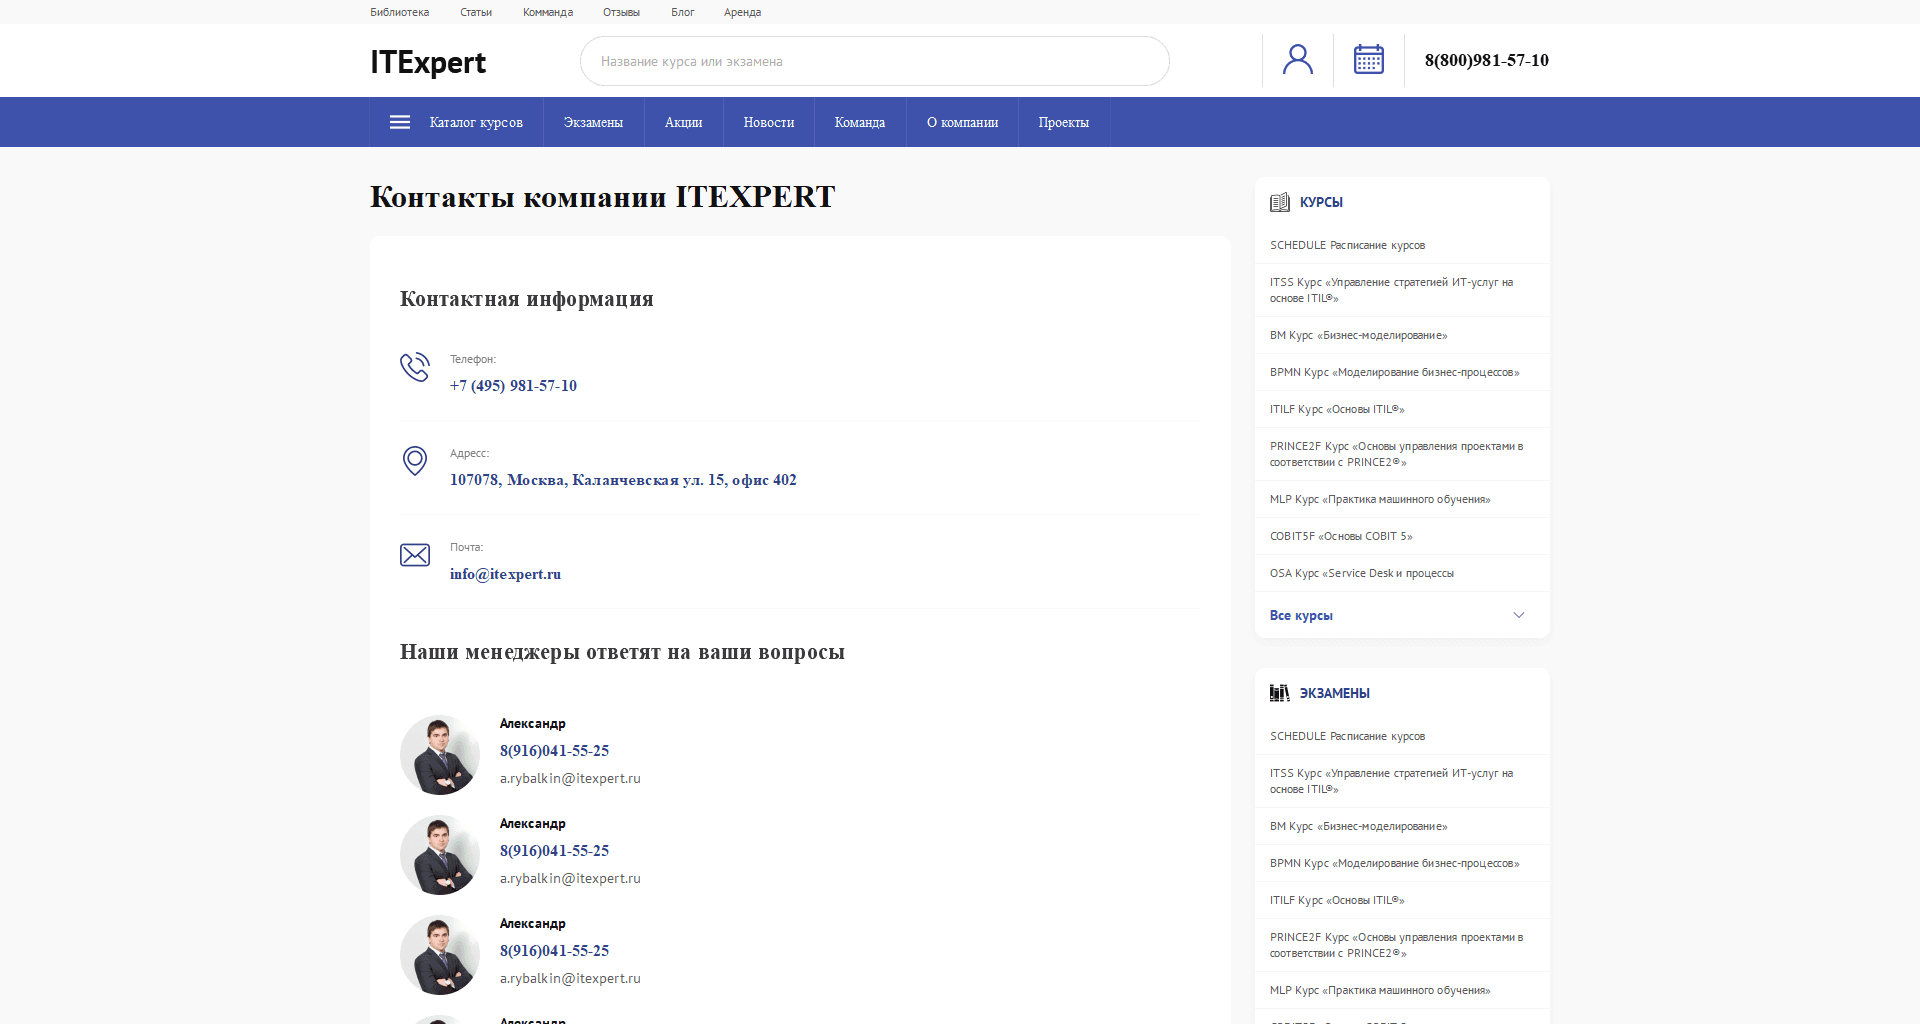 Библиотека Статьи Комманда Отзывы Блог Аренда
ITExpert
Название курса или экзамена
8(800)981-57-10
Каталог курсов Экзамены Акции Новости Команда О компании Проекты
Контакты компании ITEXPERT
Контактная информация
Телефон:
+7 (495) 981-57-10
Адресс:
107078, Москва, Каланчевская ул. 15, офис 402
Почта:
info@itexpert.ru
Наши менеджеры ответят на ваши вопросы
Александр
8(916)041-55-25
a.rybalkin@itexpert.ru
Александр
8(916)041-55-25
a.rybalkin@itexpert.ru
Александр
8(916)041-55-25
a.rybalkin@itexpert.ru
Александр
КУРСЫ
SCHEDULE Расписание курсов
ITSS Курс «Управление стратегией ИТ-услуг на
основе ITIL®»
BM Курс «Бизнес-моделирование»
BPMN Курс «Моделирование бизнес-процессов»
ITILF Курс «Основы ITIL®»
PRINCE2F Курс «Основы управления проектами в
соответствии с PRINCE2®»
MLP Курс «Практика машинного обучения»
COBIT5F «Основы COBIT 5»
OSA Курс «Service Desk и процессы
Все курсы
ЭКЗАМЕНЫ
SCHEDULE Расписание курсов
ITSS Курс «Управление стратегией ИТ-услуг на
основе ITIL®»
BM Курс «Бизнес-моделирование»
BPMN Курс «Моделирование бизнес-процессов»
ITILF Курс «Основы ITIL®»
PRINCE2F Курс «Основы управления проектами в
соответствии с PRINCE2®»
MLP Курс «Практика машинного обучения»